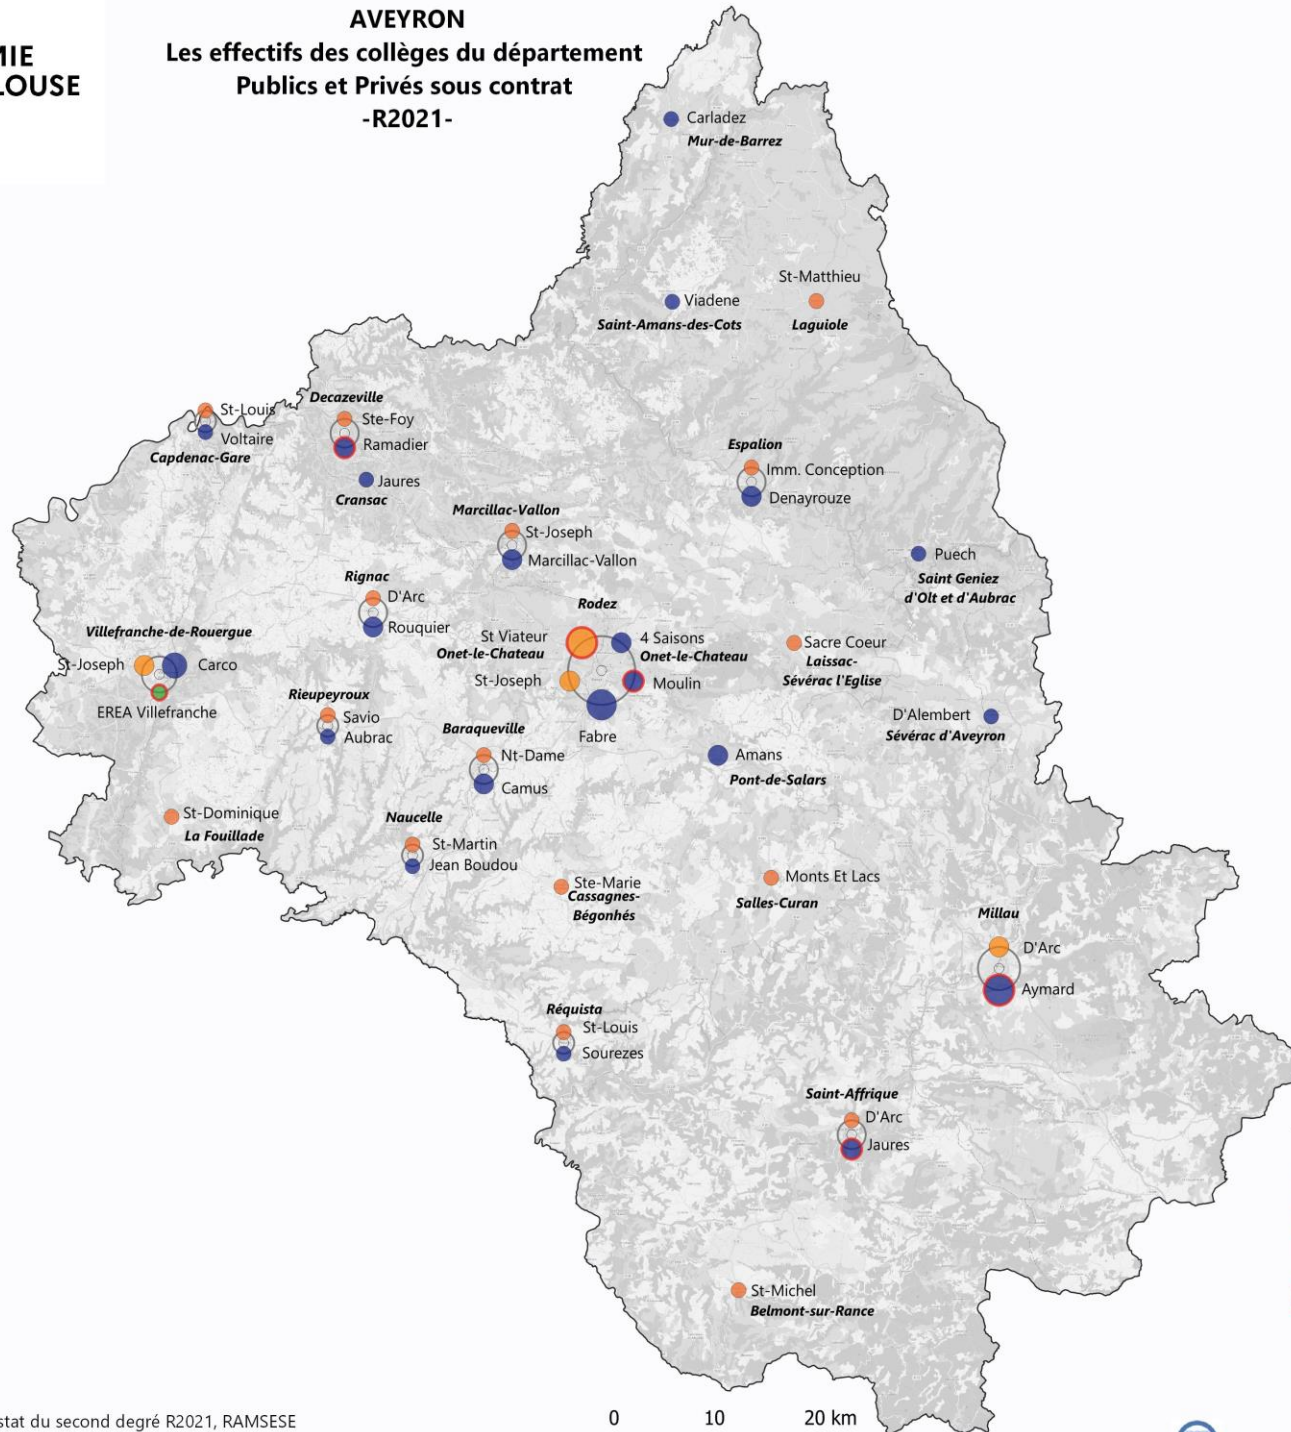 MIE
LOUSE
AVEYRON
Les effectifs des collèges du département
Publics et Privés sous contrat
-R2021-
Carladez
Mur-de-Barrez
St-Matthieu
Viadene
Saint-Amans-des-Cots
Laguiole
Decazeville
St-Louis
Ste-Foy
Voltaire
Ramadier
Capdenac-Gare
Espalion
Imm. Conception
Jaures
Denayrouze
Cransac
Marcillac-Vallon
St-Joseph
Marcillac-Vallon
Puech
Saint Geniez
d'Olt et d'Aubrac
Rignac
D'Arc
Rouquier
Rodez
Villefranche-de-Rouergue
St Viateur
4 Saisons
Sacre Coeur
Onet-le-Chateau
Onet-le-Chateau
Laissac-
Sévérac l'Eglise
St-Joseph
Carco
St-Joseph
Moulin
Rieupeyroux
EREA Villefranche
Savio
Aubrac
D'Alembert
Sévérac d'Aveyron
Baraqueville
Fabre
Nt-Dame
Amans
Camus
Pont-de-Salars
St-Dominique
La Fouillade
Naucelle
St-Martin
Jean Boudou
Ste-Marie
Cassagnes-
Bégonhés
Monts Et Lacs
Salles-Curan
Millau
D'Arc
Aymard
Réquista
St-Louis
Sourezes
Saint-Affrique
D'Arc
Jaures
St-Michel
Belmont-sur-Rance
stat du second degré R2021, RAMSESE
0 10 20 km